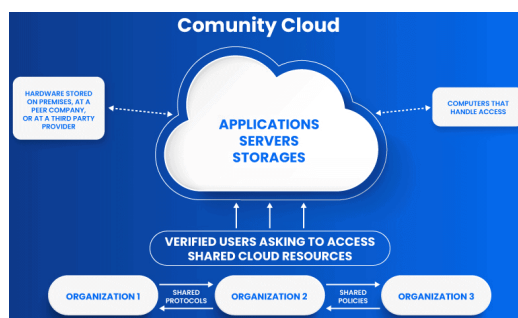 Comunity Cloud
HARDWARE STORED
ON PREMISES, AT A
PEER COMPANY,
OR AT A THIRD PARTY
PROVIDER
APPLICATIONS
SERVERS
STORAGES
COMPUTERS THAT
HANDLE ACCESS
VERIFIED USERS ASKING TO ACCESS
SHARED CLOUD RESOURCES
ORGANIZATION 1
SHARED
PROTOCOLS
ORGANIZATION 2
SHARED
POLICIES
ORGANIZATION 3